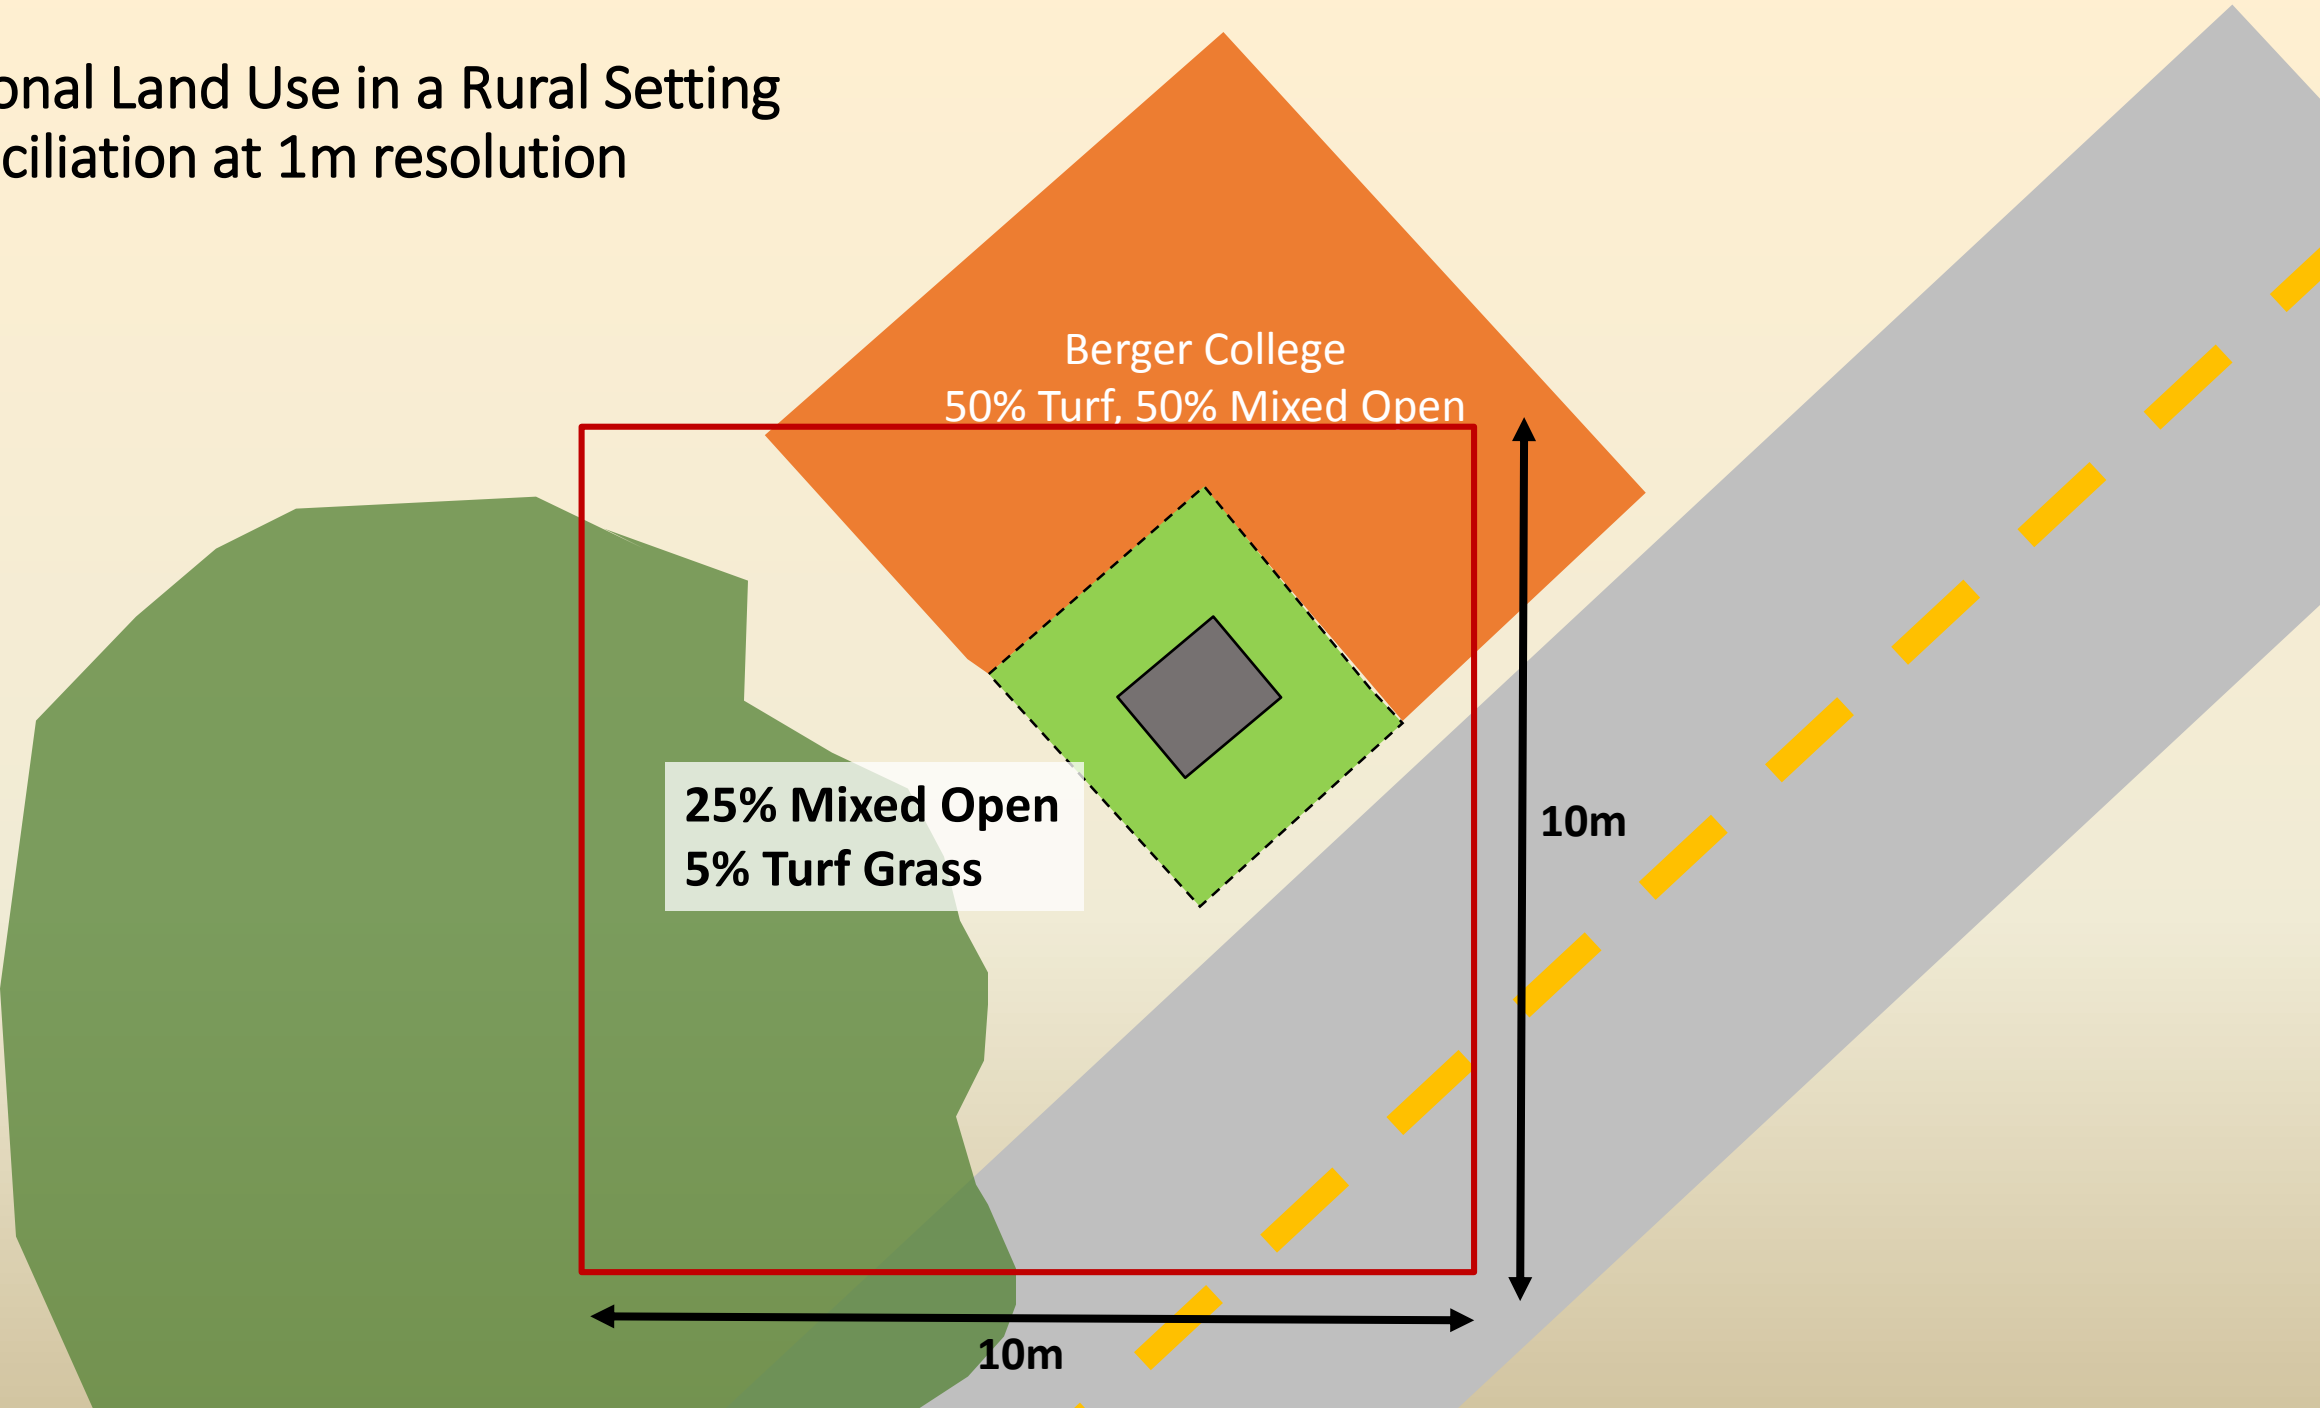 onal Land Use in a Rural Setting
ciliation at 1m resolution
Berger College
50% Turf, 50% Mixed Open
25% Mixed Open
5% Turf Grass
10m
10m